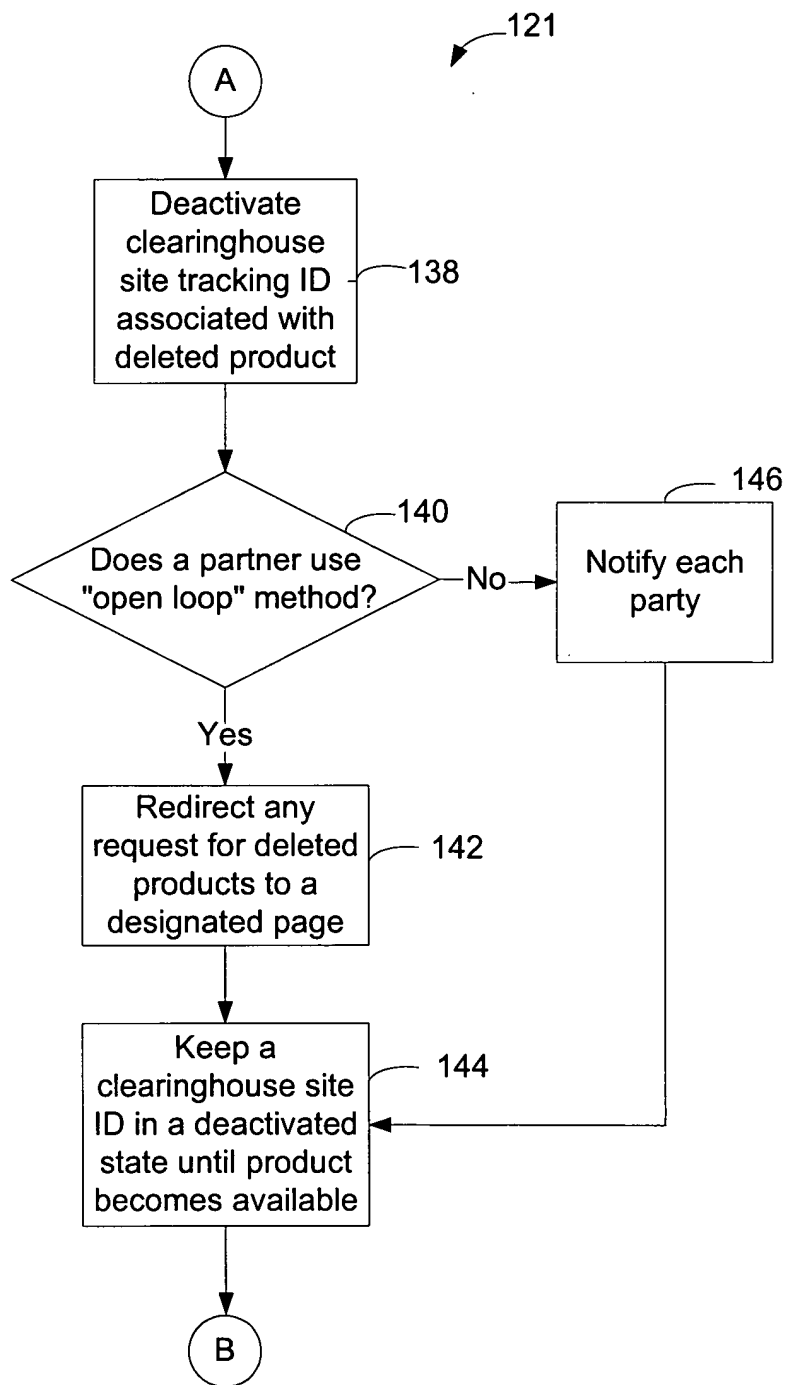 121
A
Deactivate
clearinghouse
site tracking ID
associated with
deleted product
138
140
Does a partner use
"open loop" method?
No
146
Notify each
party
Yes
Redirect any
request for deleted
products to a
designated page
142
Keep a
clearinghouse site
ID in a deactivated
state until product
becomes available
144
B